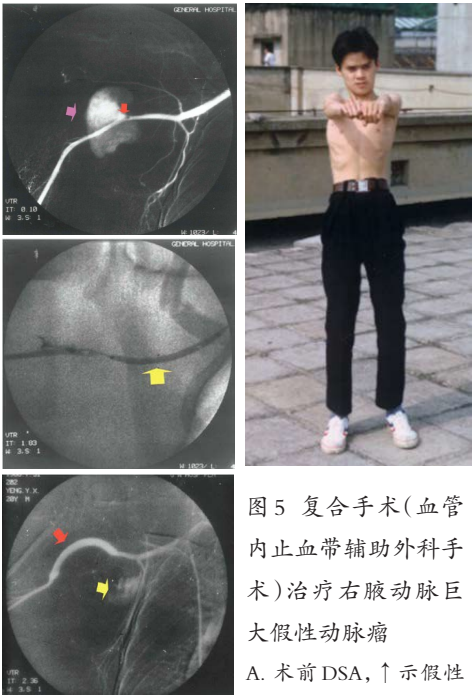 GENERAL HOSPITAL
VTR
IT: 0.10
W: 3.5: 1
W: 1023/ L: 4
GENERAL HOSPITAL
VTR
IT: 1.83
W: 3.5: 1
W: 1023/ L: 4
202
YENG.Y.X.
20Y M
VTR
IT: 2.36
W: 3.5: 1
图5 复合手术(血管
内止血带辅助外科手
术)治疗右腋动脉巨
大假性动脉瘤
A. 术前DSA,↑示假性